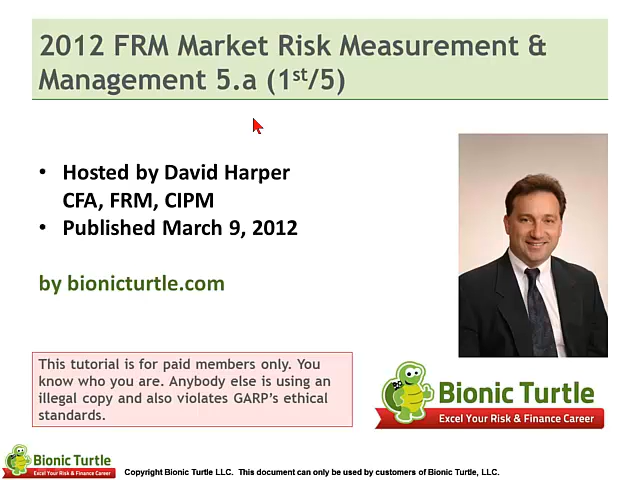 2012 FRM Market Risk Measurement &
Management 5.a (1st/5)
• Hosted by David Harper
CFA, FRM, CIPM
• Published March 9, 2012
by bionicturtle.com
This tutorial is for paid members only. You
know who you are. Anybody else is using an
illegal copy and also violates GARP's ethical
standards.
Bionic Turtle
Excel Your Risk & Finance Career
Bionic Turtle
Excel Your Risk & Finance Career
Copyright Bionic Turtle LLC. This document can only be used by customers of Bionic Turtle, LLC.